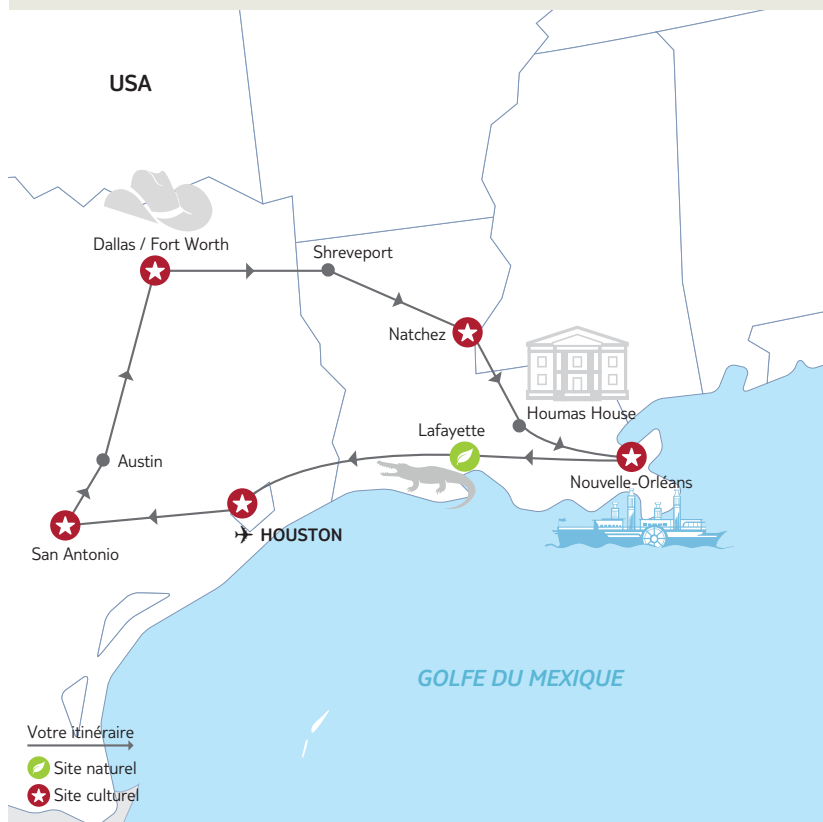 USA
Dallas / Fort Worth
Shreveport
Natchez
Houmas House
Lafayette
Austin
Nouvelle-Orléans
San Antonio
HOUSTON
GOLFE DU MEXIQUE
Votre itinéraire
Site naturel
Site culturel